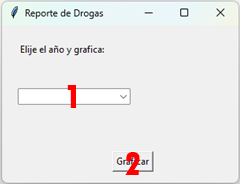 Reporte de Drogas
Elije el año y grafica:
1
Graficar
2